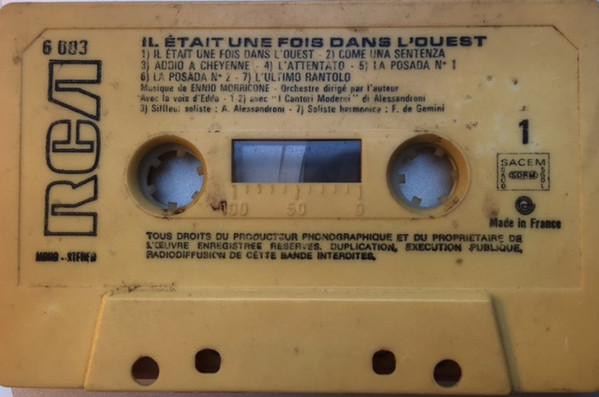 6 683
IL ÉTAIT UNE FOIS DANS L'OUEST
1) IL ÉTAIT UNE FOIS DANS L'OUEST - 2) COME UNA SENTENZA
3) ADDIO A CHEYENNE - 4) L'ATTENTATO - 5) LA POSADA N° 1
6) LA POSADA N° 2 - 7) L'ULTIMO RANTOLO
Musique de ENNIO MORRICONE - Orchestre dirigé par l'auteur
Avec la voix d'Edda - 1-2) avec "I Cantori Moderni" di Alessandroni
3) Siffleur soliste : A. Alessandroni - 7) Soliste harmonica : F. de Gemini
RCA
1
SACEM
SACD
SDRM
SGDL
100 50 0
Made in France
MONO - STEREO
TOUS DROITS DU PRODUCTEUR PHONOGRAPHIQUE ET DU PROPRIETAIRE DE
L'ŒUVRE ENREGISTREE RESERVES. DUPLICATION, EXECUTION PUBLIQUE,
RADIODIFFUSION DE CETTE BANDE INTERDITES.